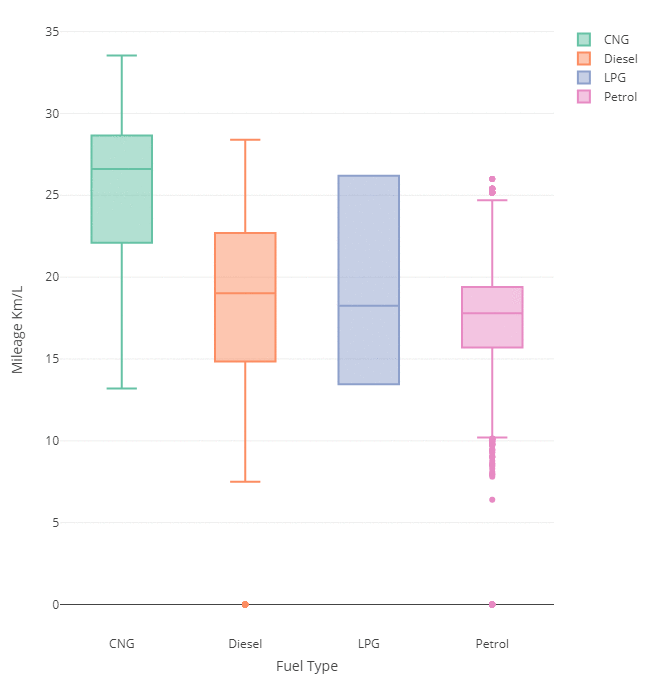 35
30
25
20
15
10
5
0
Mileage Km/L
CNG
Diesel
LPG
Petrol
Fuel Type
CNG
Diesel
LPG
Petrol